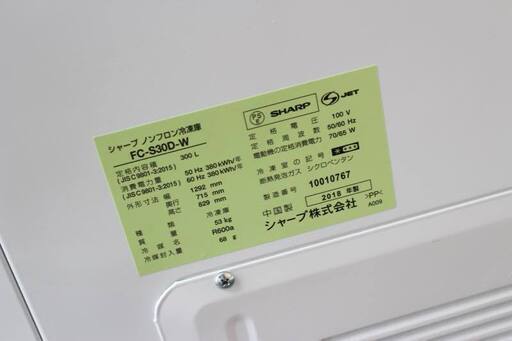 シャープ ノンフロン冷凍庫
FC-S30D-W
定格内容積 300 L
(JIS C 9801-3:2015)
消費電力量 50 Hz 380 kWh/年
(JIS C 9801-3:2015) 60 Hz 380 kWh/年
外形寸法 幅 1292 mm
奥行 715 mm
高さ 829 mm
種類 冷凍庫
質量 53 kg
冷媒 R600a
冷媒封入量 68 g
PS E SHARP JET
定格電圧 100 V
定格周波数 50/60 Hz
電動機の定格消費電力 70/65 W
冷凍室の記号
断熱発泡ガス シクロペンタン
製造番号 10010767
中国製 2018 年製
シャープ株式会社 >PP<
A009